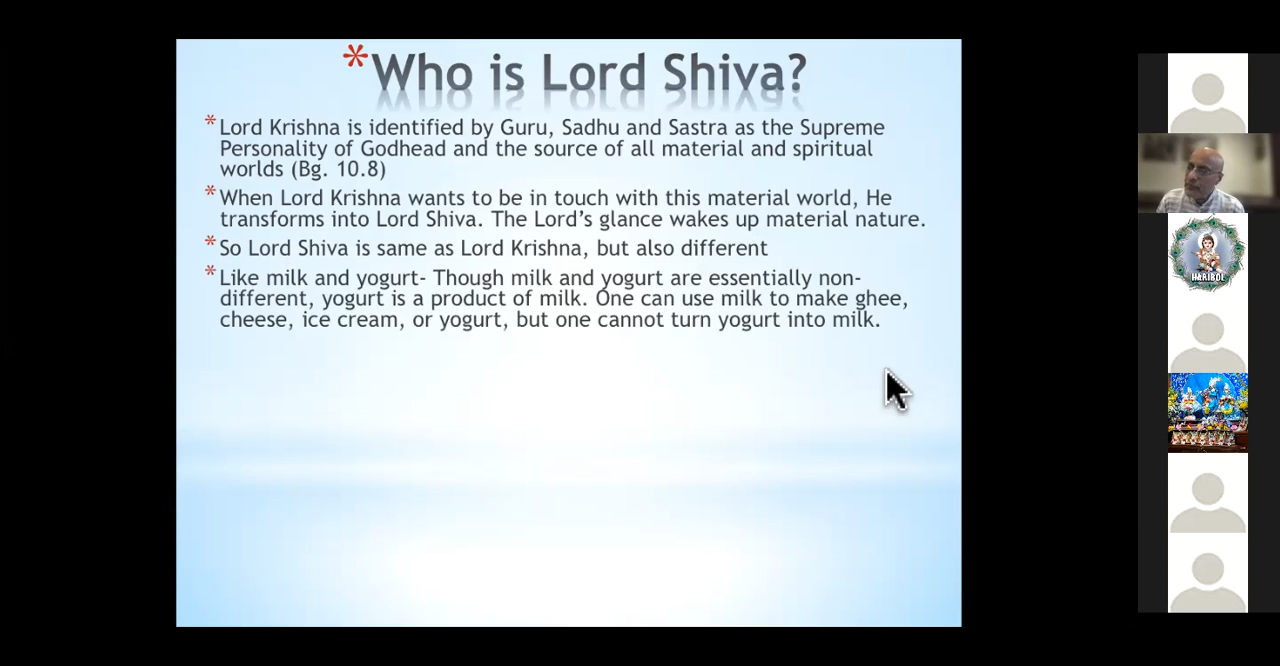 *Who is Lord Shiva?
* Lord Krishna is identified by Guru, Sadhu and Sastra as the Supreme
Personality of Godhead and the source of all material and spiritual
worlds (Bg. 10.8)
* When Lord Krishna wants to be in touch with this material world, He
transforms into Lord Shiva. The Lord's glance wakes up material nature.
* So Lord Shiva is same as Lord Krishna, but also different
* Like milk and yogurt- Though milk and yogurt are essentially non-
different, yogurt is a product of milk. One can use milk to make ghee,
cheese, ice cream, or yogurt, but one cannot turn yogurt into milk.
HARIBOL